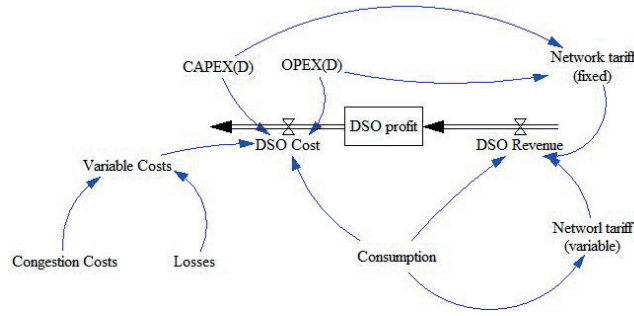 CAPEX(D)
OPEX(D)
Network tariff
(fixed)
DSO profit
DSO Cost
DSO Revenue
Variable Costs
Networl tariff
(variable)
Congestion Costs
Losses
Consumption